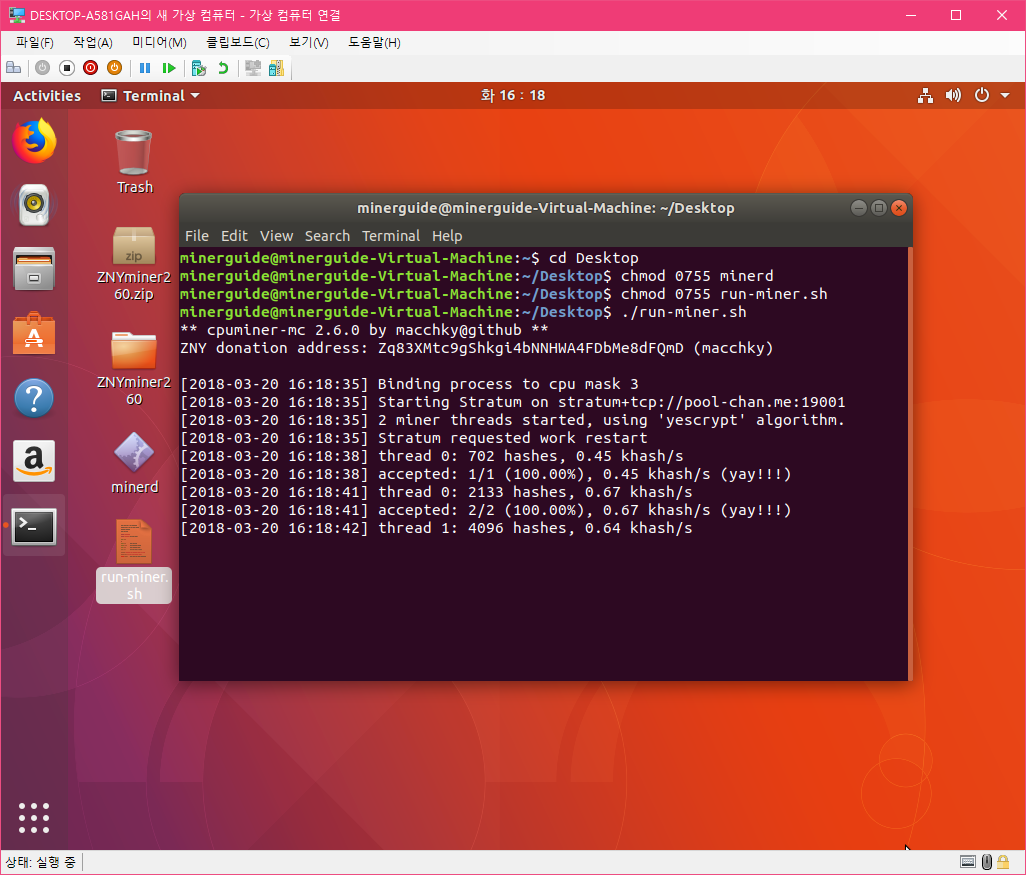 DESKTOP-A581GAH의 새 가상 컴퓨터 - 가상 컴퓨터 연결
파일(F) 작업(A) 미디어(M) 클립보드(C) 보기(V) 도움말(H)
Activities Terminal 화 16 : 18
Trash
ZNYminer2
60.zip
ZNYminer2
60
minerd
run-miner.
sh
minerguide@minerguide-Virtual-Machine: ~/Desktop
File Edit View Search Terminal Help
minerguide@minerguide-Virtual-Machine:~$ cd Desktop
minerguide@minerguide-Virtual-Machine:~/Desktop$ chmod 0755 minerd
minerguide@minerguide-Virtual-Machine:~/Desktop$ chmod 0755 run-miner.sh
minerguide@minerguide-Virtual-Machine:~/Desktop$ ./run-miner.sh
** cpuminer-mc 2.6.0 by macchky@github **
ZNY donation address: Zq83XMtc9gShkgi4bNNHWA4FDbMe8dFQmD (macchky)
[2018-03-20 16:18:35] Binding process to cpu mask 3
[2018-03-20 16:18:35] Starting Stratum on stratum+tcp://pool-chan.me:19001
[2018-03-20 16:18:35] 2 miner threads started, using 'yescrypt' algorithm.
[2018-03-20 16:18:35] Stratum requested work restart
[2018-03-20 16:18:38] thread 0: 702 hashes, 0.45 khash/s
[2018-03-20 16:18:38] accepted: 1/1 (100.00%), 0.45 khash/s (yay!!!)
[2018-03-20 16:18:41] thread 0: 2133 hashes, 0.67 khash/s
[2018-03-20 16:18:41] accepted: 2/2 (100.00%), 0.67 khash/s (yay!!!)
[2018-03-20 16:18:42] thread 1: 4096 hashes, 0.64 khash/s
상태: 실행 중